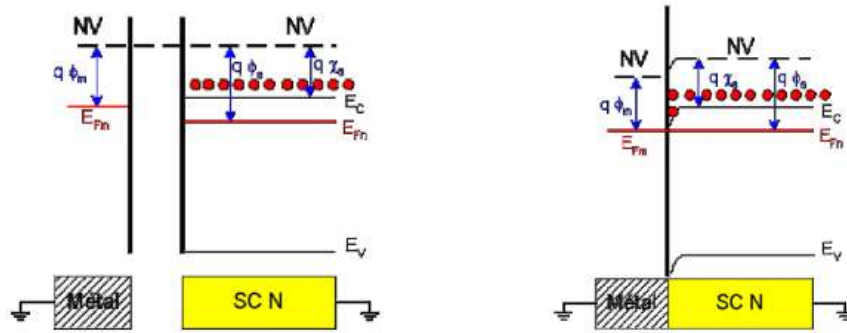 NV
NV
q ϕm
q ϕs
q χs
EC
EFm
EFn
EV
Métal
SC N
NV
NV
q χs
q ϕs
q ϕm
EC
EFm
EFn
EV
Métal
SC N